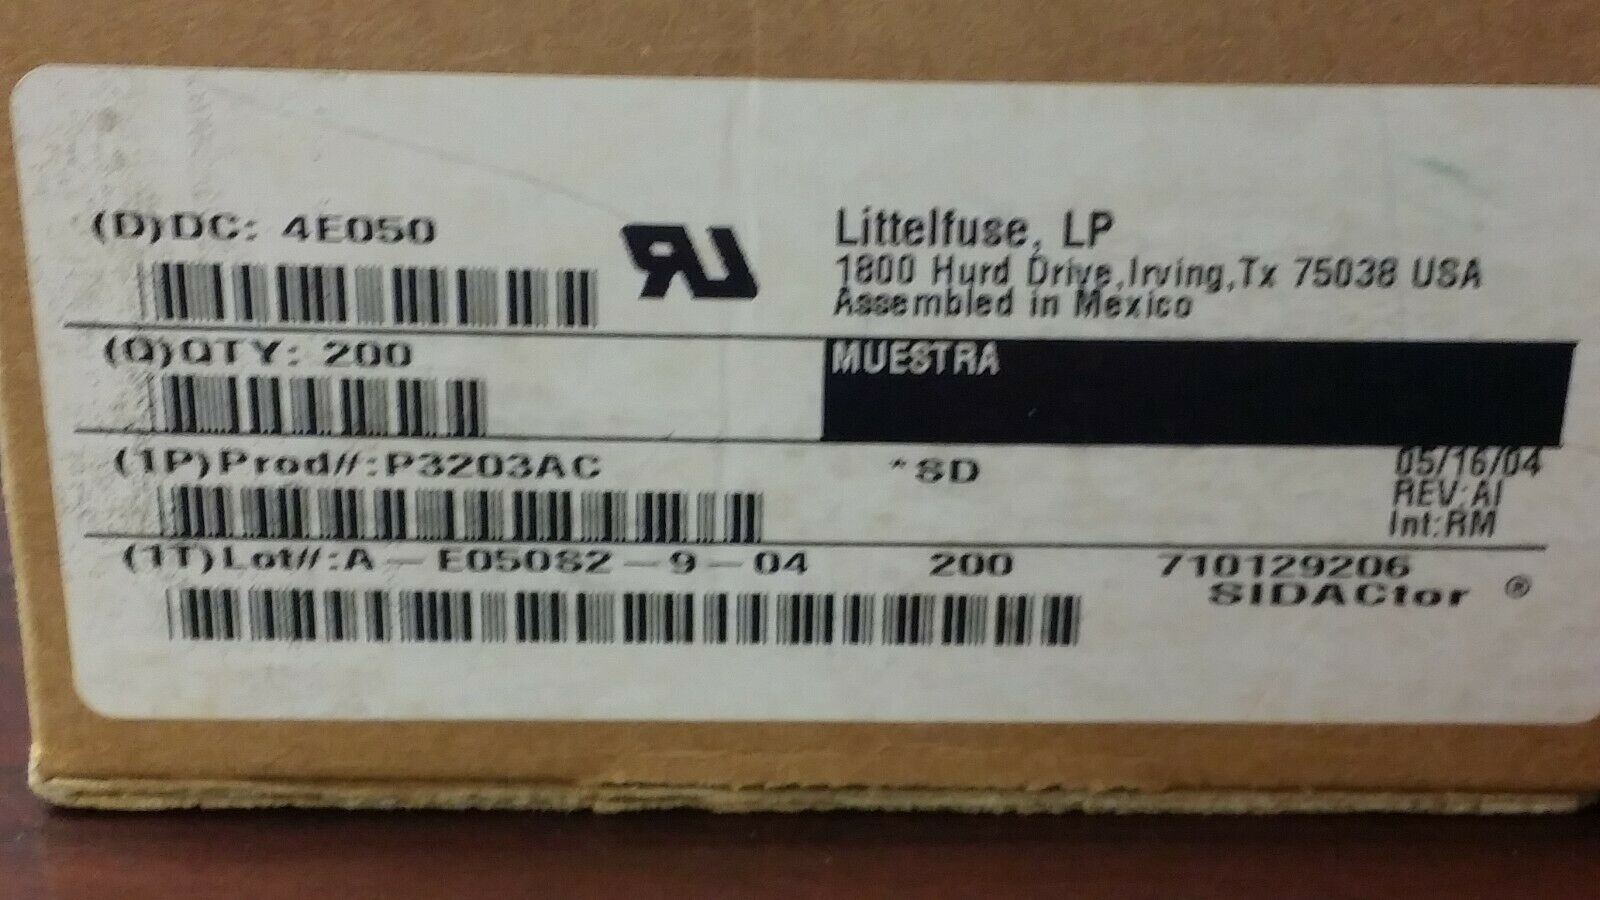 (D)DC: 4E050
Littelfuse, LP
1800 Hurd Drive,Irving,Tx 75038 USA
Assembled in Mexico
(Q)QTY: 200
MUESTRA
(1P)Prod#:P3203AC
*SD
05/16/04
REV:AI
Int:RM
(1T)Lot#:A-E050S2-9-04
200
710129206
SIDACtor ®